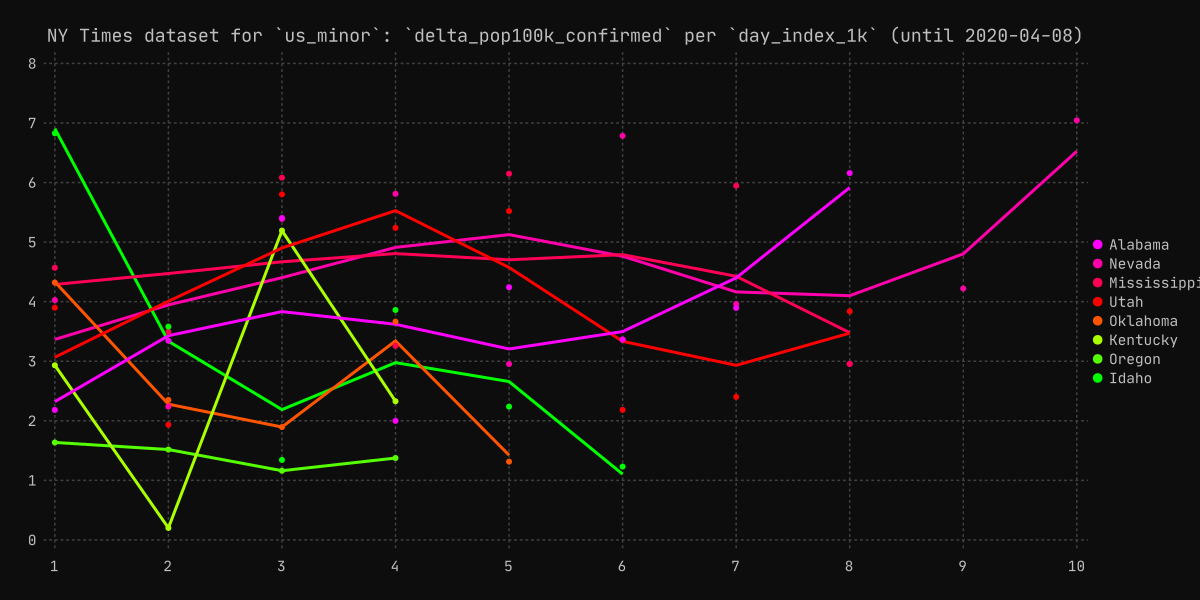 NY Times dataset for `us_minor`: `delta_pop100k_confirmed` per `day_index_1k` (until 2020-04-08)
8
7
6
5
4
3
2
1
0
1 2 3 4 5 6 7 8 9 10
Alabama
Nevada
Mississippi
Utah
Oklahoma
Kentucky
Oregon
Idaho